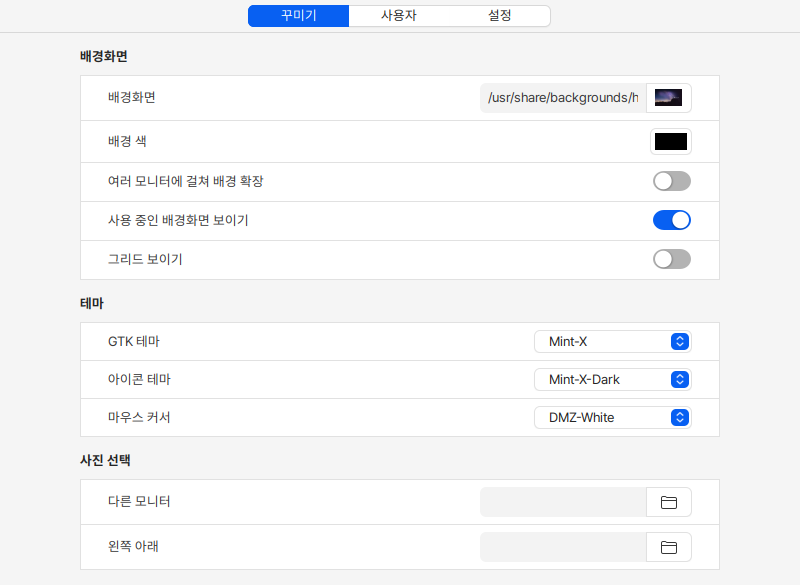 꾸미기 사용자 설정
배경화면
배경화면 /usr/share/backgrounds/h
배경 색
여러 모니터에 걸쳐 배경 확장
사용 중인 배경화면 보이기
그리드 보이기
테마
GTK 테마 Mint-X
아이콘 테마 Mint-X-Dark
마우스 커서 DMZ-White
사진 선택
다른 모니터
왼쪽 아래